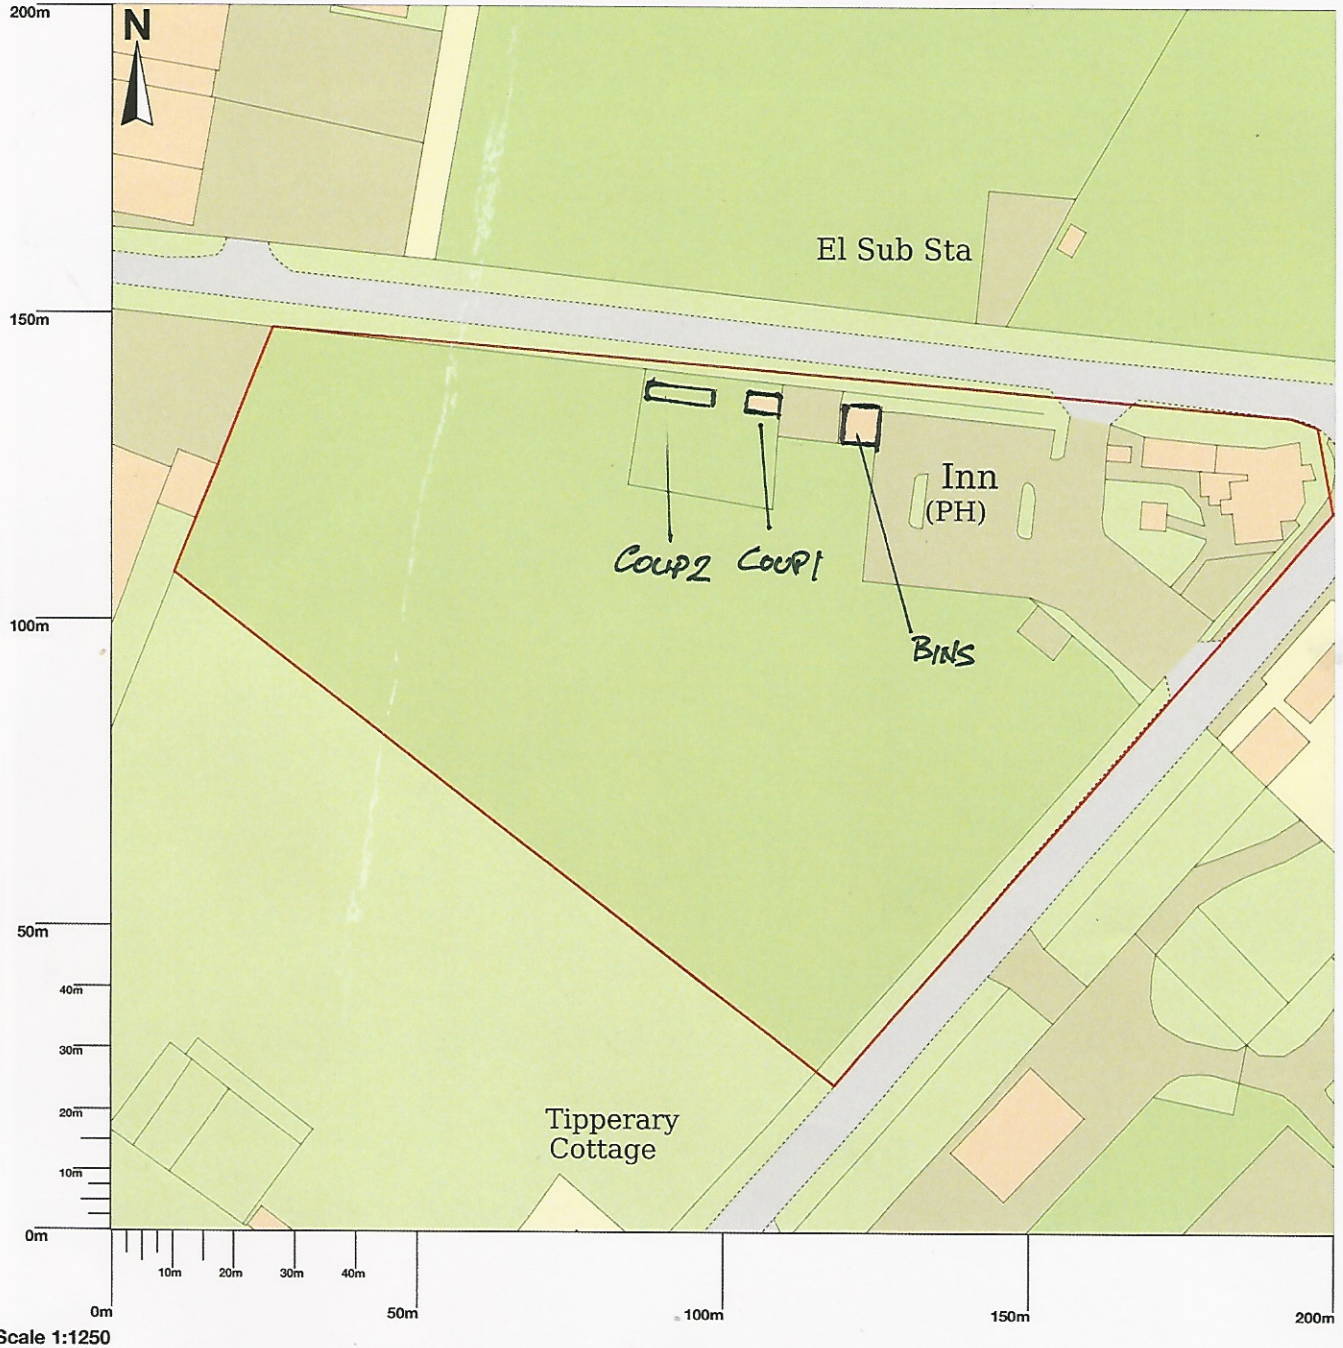 200m
N
El Sub Sta
150m
Inn
(PH)
COUP2 COUP1
100m
BINS
50m
40m
30m
20m
Tipperary
Cottage
10m
0m
10m 20m 30m 40m
0m 50m 100m 150m 200m
Scale 1:1250